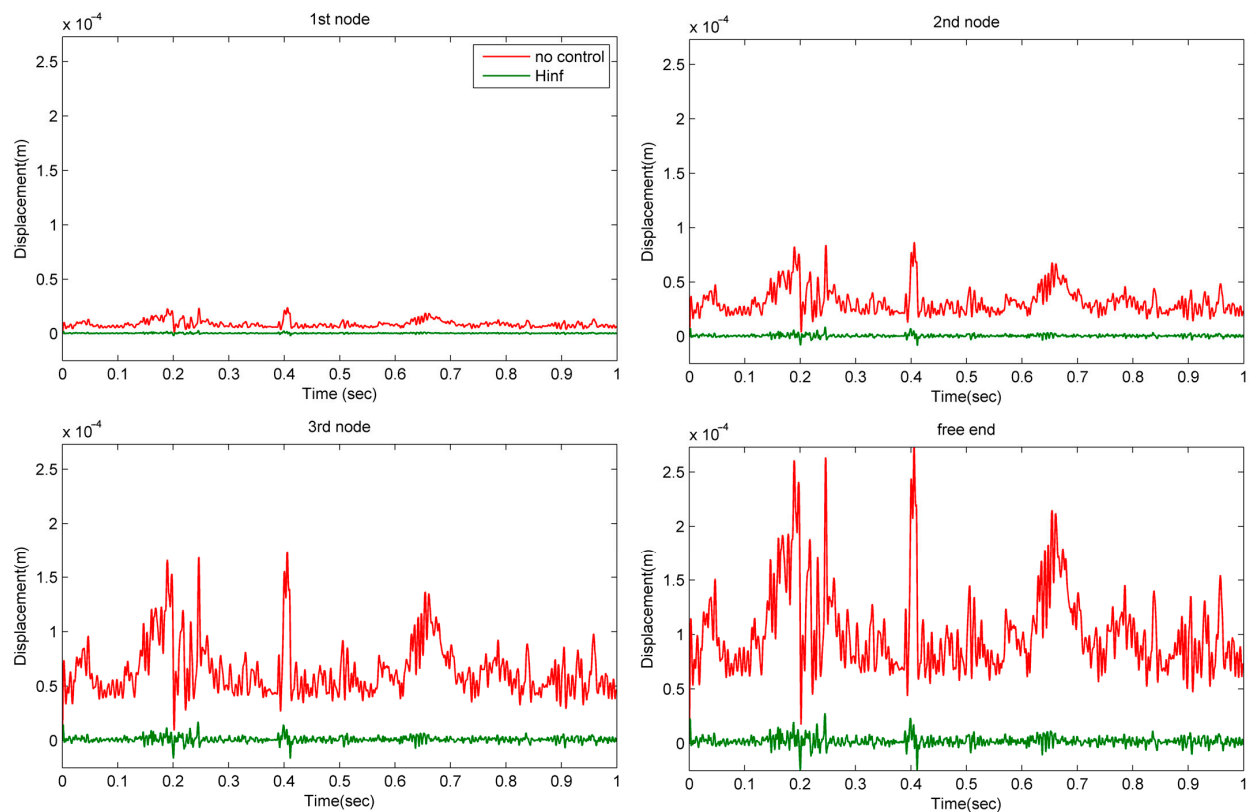 1st node
x 10⁻⁴
2.5
2
1.5
1
0.5
0
Displacement(m)
no control
Hinf
0 0.1 0.2 0.3 0.4 0.5 0.6 0.7 0.8 0.9 1
Time (sec)
2nd node
x 10⁻⁴
2.5
2
1.5
1
0.5
0
Displacement(m)
0 0.1 0.2 0.3 0.4 0.5 0.6 0.7 0.8 0.9 1
Time(sec)
3rd node
x 10⁻⁴
2.5
2
1.5
1
0.5
0
Displacement(m)
0 0.1 0.2 0.3 0.4 0.5 0.6 0.7 0.8 0.9 1
Time(sec)
free end
x 10⁻⁴
2.5
2
1.5
1
0.5
0
Displacement(m)
0 0.1 0.2 0.3 0.4 0.5 0.6 0.7 0.8 0.9 1
Time(sec)